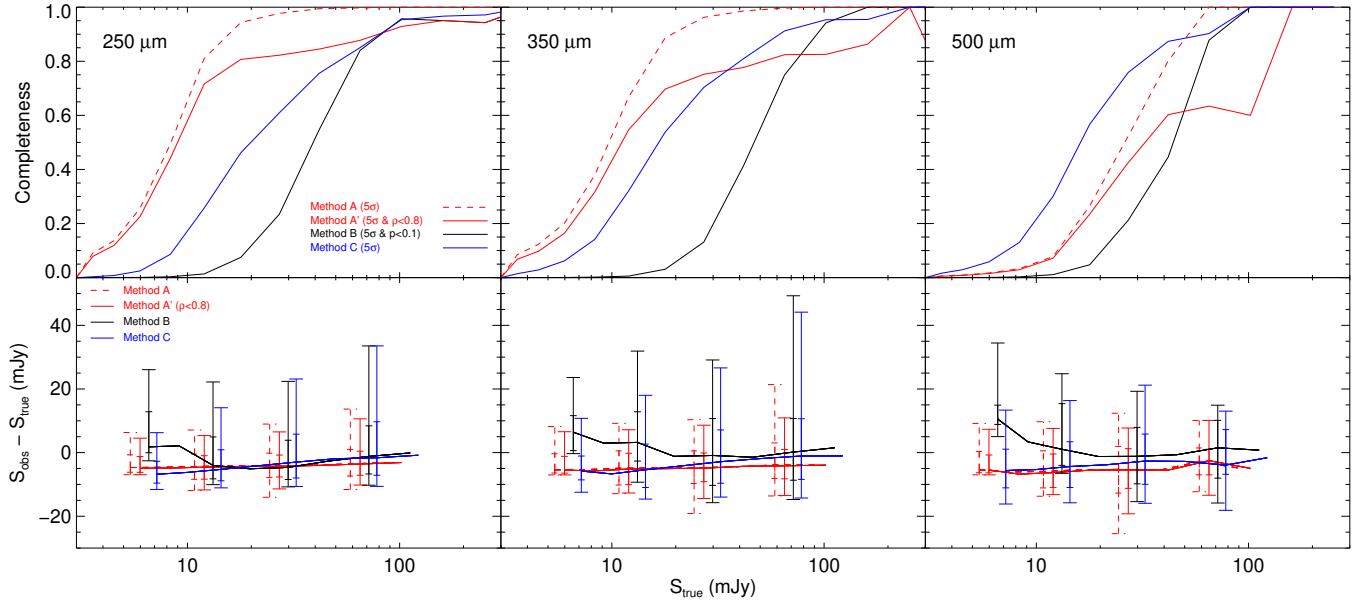 250 μm
350 μm
500 μm
Completeness
1.0
0.8
0.6
0.4
0.2
0.0
Method A (5σ)
Method A' (5σ & ρ<0.8)
Method B (5σ & p<0.1)
Method C (5σ)
Method A
Method A' (ρ<0.8)
Method B
Method C
S_obs − S_true (mJy)
40
20
0
−20
10
100
10
100
10
100
S_true (mJy)